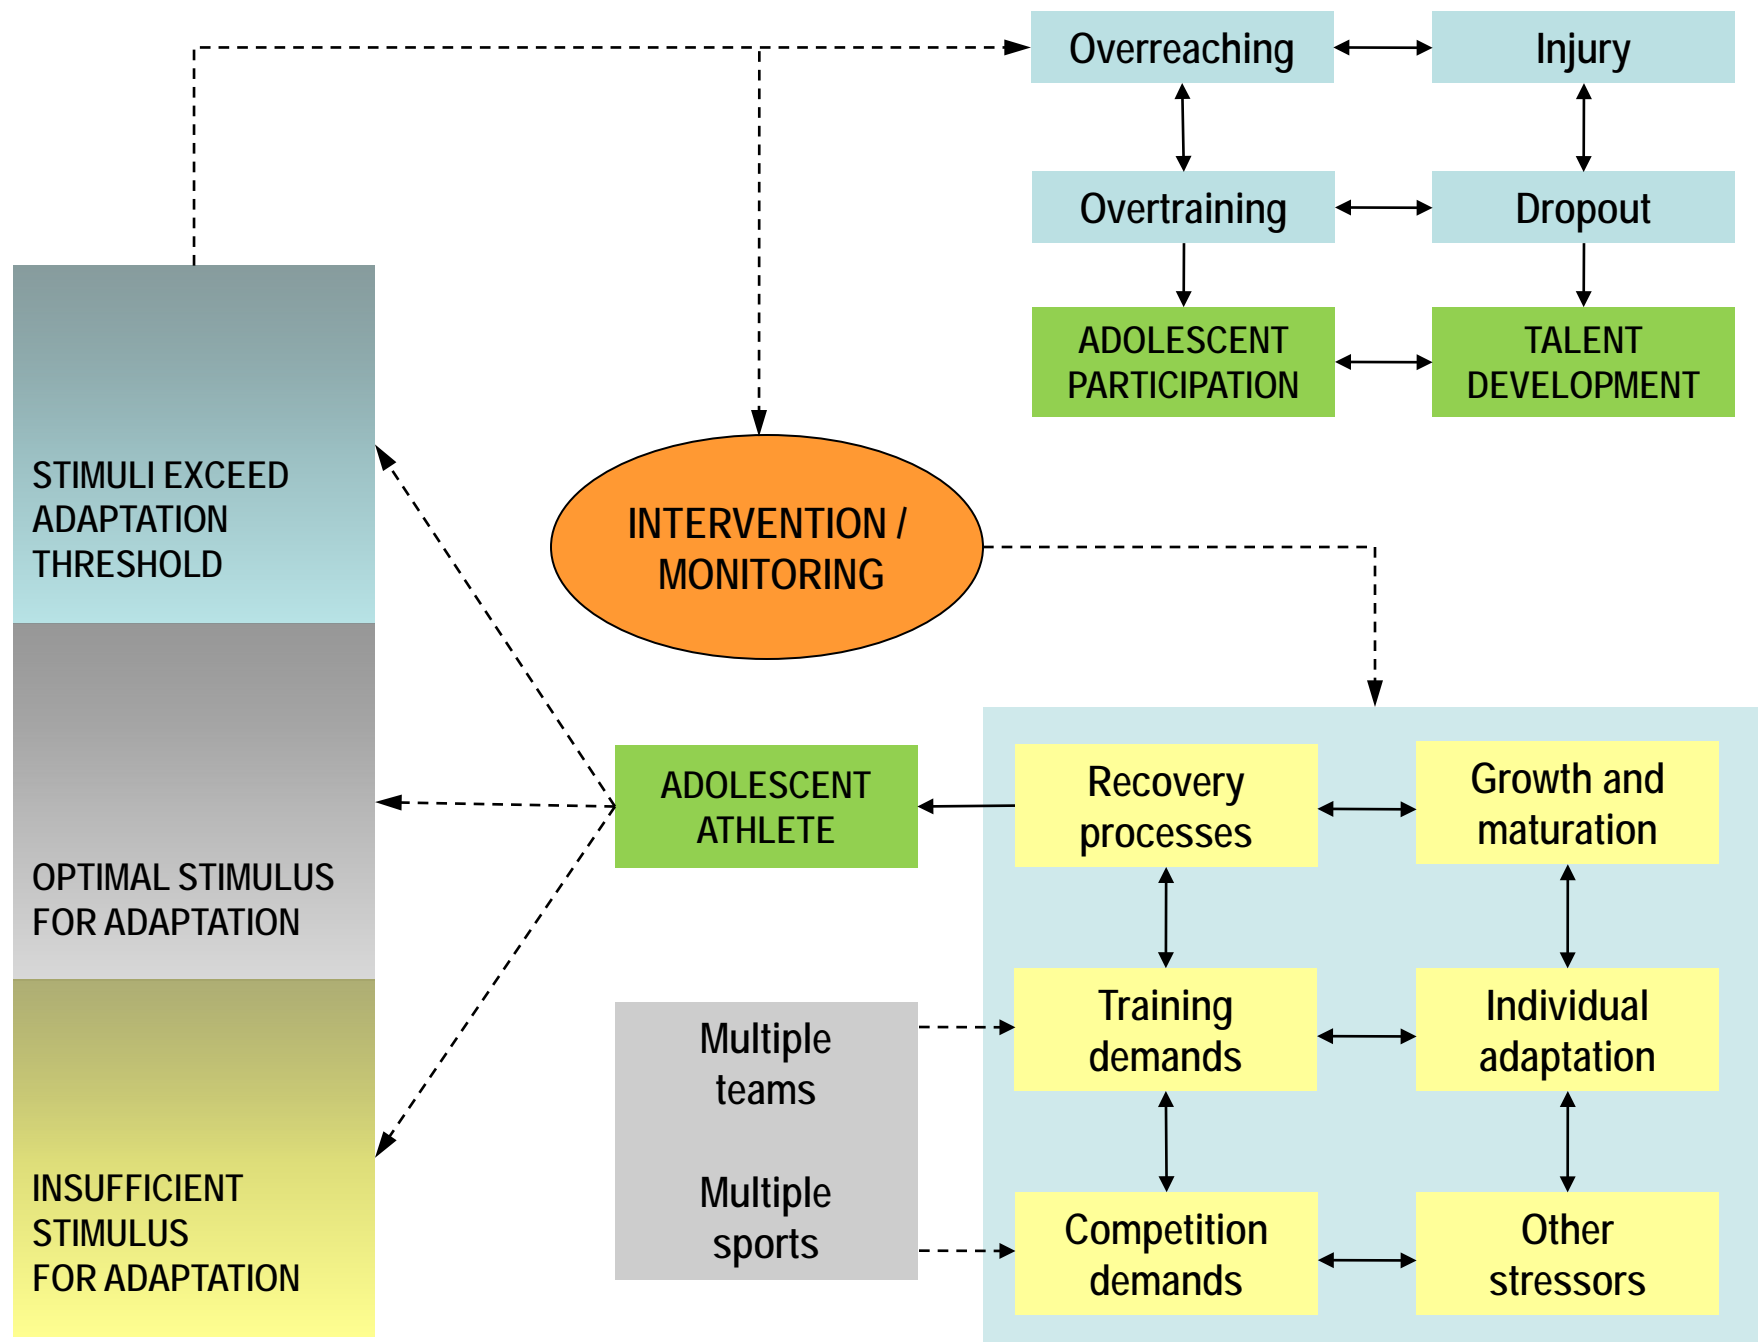 Overreaching
Injury
Overtraining
Dropout
ADOLESCENT
PARTICIPATION
TALENT
DEVELOPMENT
STIMULI EXCEED
ADAPTATION
THRESHOLD
INTERVENTION /
MONITORING
OPTIMAL STIMULUS
FOR ADAPTATION
ADOLESCENT
ATHLETE
Recovery
processes
Growth and
maturation
INSUFFICIENT
STIMULUS
FOR ADAPTATION
Multiple
teams
Multiple
sports
Training
demands
Individual
adaptation
Competition
demands
Other
stressors